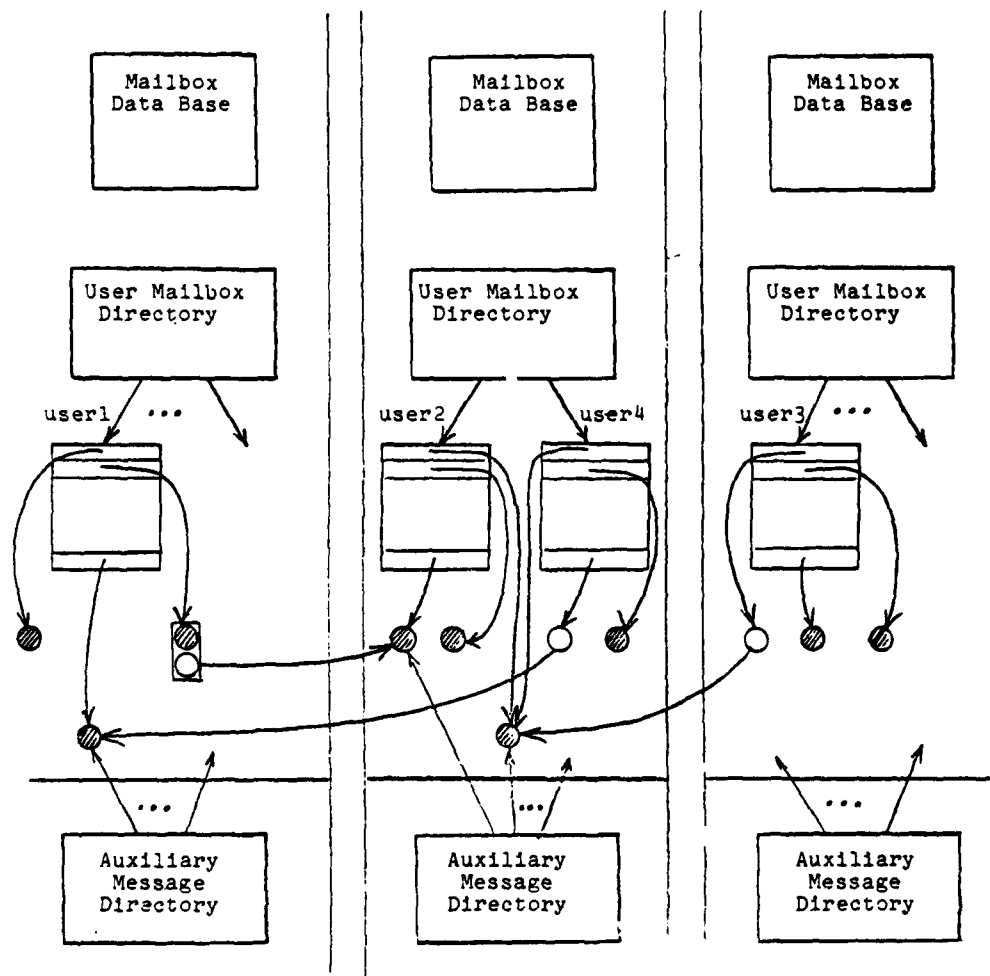 Mailbox
Data Base
Mailbox
Data Base
Mailbox
Data Base
User Mailbox
Directory
User Mailbox
Directory
User Mailbox
Directory
user1
...
user2
user4
user3
...
...
...
...
Auxiliary
Message
Directory
Auxiliary
Message
Directory
Auxiliary
Message
Directory